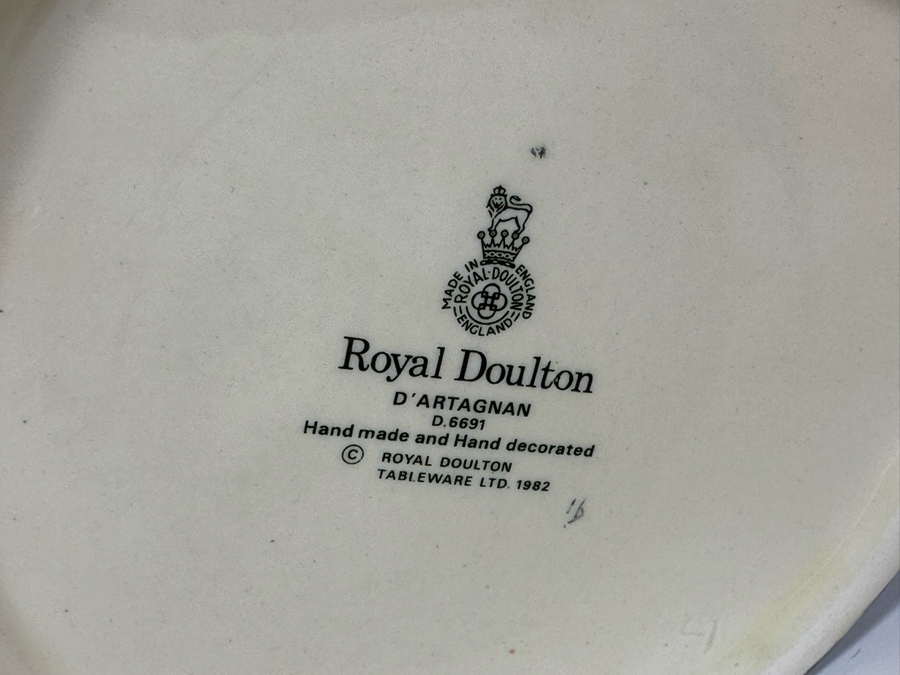 MADE IN ENGLAND
ROYAL·DOULTON
ENGLAND
Royal Doulton
D'ARTAGNAN
D.6691
Hand made and Hand decorated
© ROYAL DOULTON
TABLEWARE LTD. 1982